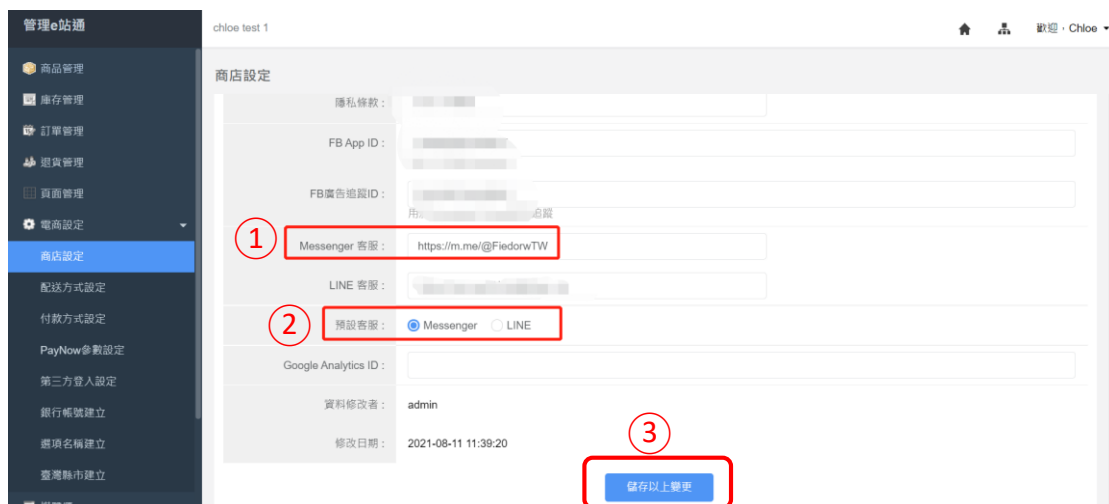 管理e站通
chloe test 1
歡迎，Chloe
商品管理
庫存管理
訂單管理
退貨管理
頁面管理
電商設定
商店設定
配送方式設定
付款方式設定
PayNow參數設定
第三方登入設定
銀行帳號建立
選項名稱建立
臺灣縣市建立
商店設定
隱私條款：
FB App ID：
FB廣告追蹤ID：
用
追蹤
1
Messenger 客服：
https://m.me/@FiedorwTW
LINE 客服：
2
預設客服：
Messenger LINE
Google Analytics ID：
資料修改者： admin
修改日期： 2021-08-11 11:39:20
3
儲存以上變更